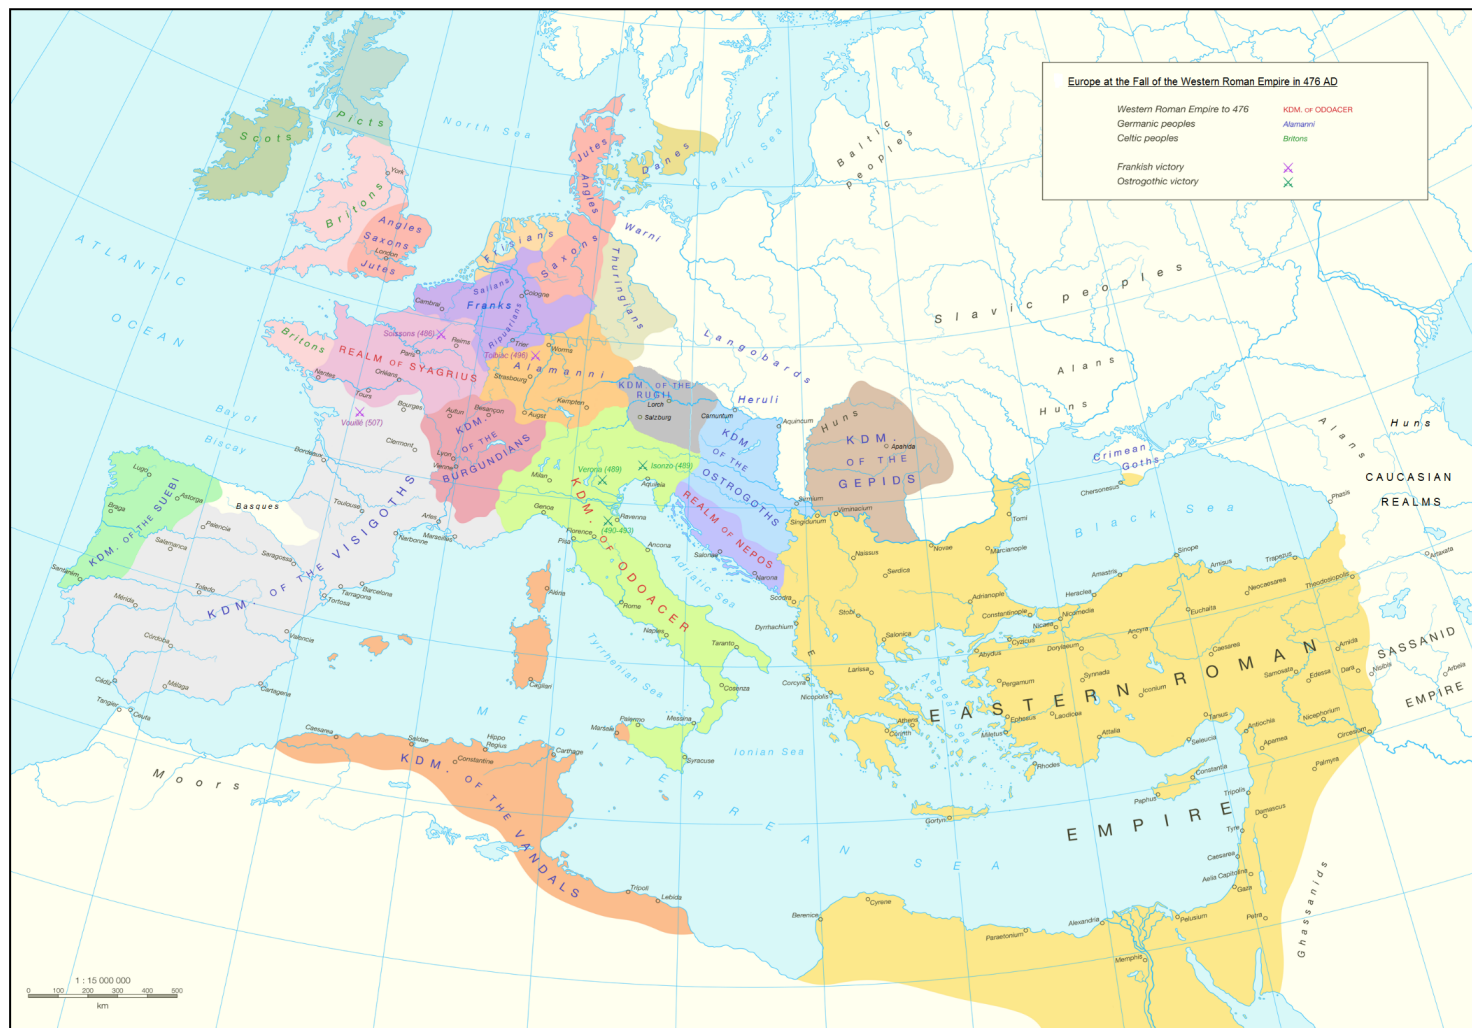 Europe at the Fall of the Western Roman Empire in 476 AD
Western Roman Empire to 476
KDM. OF ODOACER
Germanic peoples
Alamanni
Celtic peoples
Britons
Frankish victory
Ostrogothic victory
North Sea
Baltic Sea
ATLANTIC
OCEAN
Bay of
Biscay
Scots
Picts
Britons
York
Angles
Saxons
London
Jutes
Jutes
Angles
Danes
Baltic
peoples
Frisians
Saxons
Warni
Thuringians
Salians
Franks
Ripuarians
Cologne
Cambrai
Trier
Soissons (486)
Reims
Paris
REALM OF SYAGRIUS
Britons
Nantes
Orléans
Tours
Vouillé (507)
Bourges
Tolbiac (496)
Worms
Alamanni
Strasbourg
Kempten
Augst
Langobards
Slavic peoples
Alans
Huns
Heruli
KDM. OF THE
RUGII
Lorch
Salzburg
Carnuntum
Aquincum
Huns
KDM.
OF THE
GEPIDS
Apahida
KDM.
OF THE
OSTROGOTHS
Aufun
Besançon
KDM.
OF THE
BURGUNDIANS
Lyon
Vienne
Clermont
Bordeaux
Toulouse
Arles
Marseilles
Narbonne
KDM. OF THE VISIGOTHS
Basques
KDM. OF THE SUEBI
Lugo
Astorga
Braga
Palencia
Salamanca
Saragossa
Santarém
Toledo
Barcelona
Tarragona
Tortosa
Mérida
Valencia
Córdoba
Cádiz
Málaga
Cartagena
Tangier
Ceuta
Moors
Verona (489)
Isonzo (489)
Milan
Aquileia
Genoa
Ravenna
(490-493)
Florence
Pisa
Ancona
KDM. OF ODOACER
REALM OF NEPOS
Salonae
Narona
Adriatic Sea
Aléria
Rome
Naples
Taranto
Cosenza
Cagliari
Tyrrhenian Sea
Palermo
Messina
Marsala
Syracuse
Ionian Sea
MEDITERRANEAN SEA
Caesarea
Saldae
Hippo
Regius
Constantine
Carthage
KDM. OF THE VANDALS
Tripoli
Lebida
Sirmium
Singidunum
Viminacium
Naissus
Serdica
Novae
Marcianople
Tomi
Scodra
Dyrrhachium
Stobi
Salonica
Adrianople
Constantinople
Larissa
Corcyra
Nicopolis
Athens
Corinth
Aegean Sea
Gortyn
Crimean
Goths
Chersonesus
Black Sea
Alans
Huns
CAUCASIAN
REALMS
Phasis
Artaxata
Sinope
Amisus
Trapezus
Amastris
Heraclea
Neocaesarea
Theodosiopolis
Nicomedia
Nicaea
Euchaita
Cyzicus
Abydus
Dorylaeum
Ancyra
Caesarea
Amida
Pergamum
Synnada
Iconium
Samosata
Edessa
Dara
Nisibis
Arbela
SASSANID
EMPIRE
Ephesus
Laodicea
Miletus
Attalia
Tarsus
Seleucia
Antiochia
Nicephorium
Circesium
Apamea
Palmyra
Rhodes
Constantia
Paphus
Tripolis
Damascus
Tyre
Caesarea
Aelia Capitolina
Gaza
Petra
Ghassanids
E EASTERN ROMAN
EMPIRE
Berenice
Cyrene
Paraetonium
Alexandria
Pelusium
Memphis
1 : 15 000 000
0 100 200 300 400 500
km